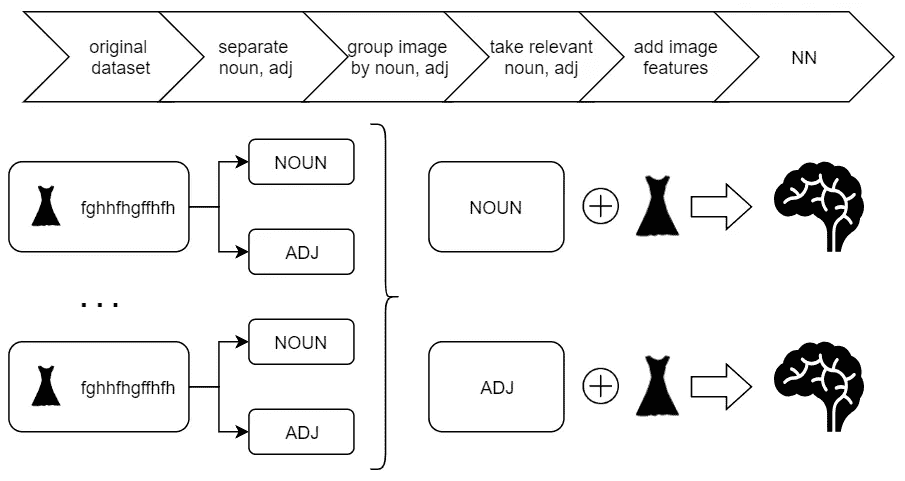 original
dataset
separate
noun, adj
group image
by noun, adj
take relevant
noun, adj
add image
features
NN
fghhfhgffhfh
NOUN
ADJ
NOUN
. . .
fghhfhgffhfh
NOUN
ADJ
ADJ